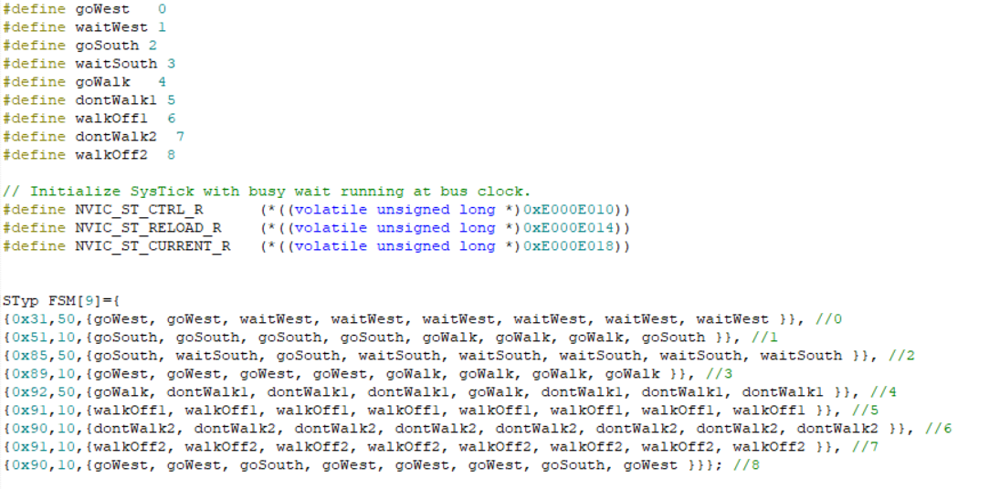 #define goWest   0
#define waitWest 1
#define goSouth 2
#define waitSouth 3
#define goWalk   4
#define dontWalk1 5
#define walkOff1  6
#define dontWalk2  7
#define walkOff2  8
// Initialize SysTick with busy wait running at bus clock.
#define NVIC_ST_CTRL_R      (*((volatile unsigned long *)0xE000E010))
#define NVIC_ST_RELOAD_R    (*((volatile unsigned long *)0xE000E014))
#define NVIC_ST_CURRENT_R   (*((volatile unsigned long *)0xE000E018))
STyp FSM[9]={
{0x31,50,{goWest, goWest, waitWest, waitWest, waitWest, waitWest, waitWest, waitWest }}, //0
{0x51,10,{goSouth, goSouth, goSouth, goSouth, goWalk, goWalk, goWalk, goSouth }}, //1
{0x85,50,{goSouth, waitSouth, goSouth, waitSouth, waitSouth, waitSouth, waitSouth, waitSouth }}, //2
{0x89,10,{goWest, goWest, goWest, goWest, goWalk, goWalk, goWalk, goWalk }}, //3
{0x92,50,{goWalk, dontWalk1, dontWalk1, dontWalk1, goWalk, dontWalk1, dontWalk1, dontWalk1 }}, //4
{0x91,10,{walkOff1, walkOff1, walkOff1, walkOff1, walkOff1, walkOff1, walkOff1, walkOff1 }}, //5
{0x90,10,{dontWalk2, dontWalk2, dontWalk2, dontWalk2, dontWalk2, dontWalk2, dontWalk2, dontWalk2 }}, //6
{0x91,10,{walkOff2, walkOff2, walkOff2, walkOff2, walkOff2, walkOff2, walkOff2, walkOff2 }}, //7
{0x90,10,{goWest, goWest, goSouth, goWest, goWest, goWest, goSouth, goWest }}}; //8